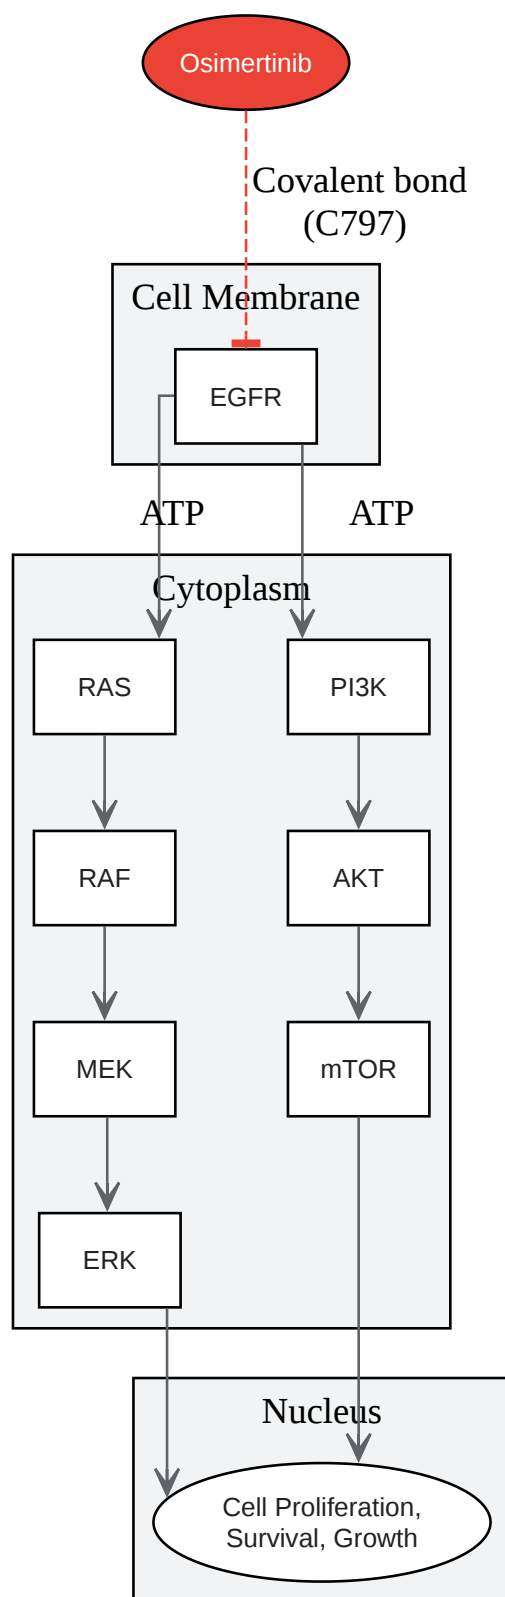 Osimertinib
Covalent bond
(C797)
Cell Membrane
EGFR
ATP
ATP
Cytoplasm
RAS
PI3K
RAF
AKT
MEK
mTOR
ERK
Nucleus
Cell Proliferation,
Survival, Growth